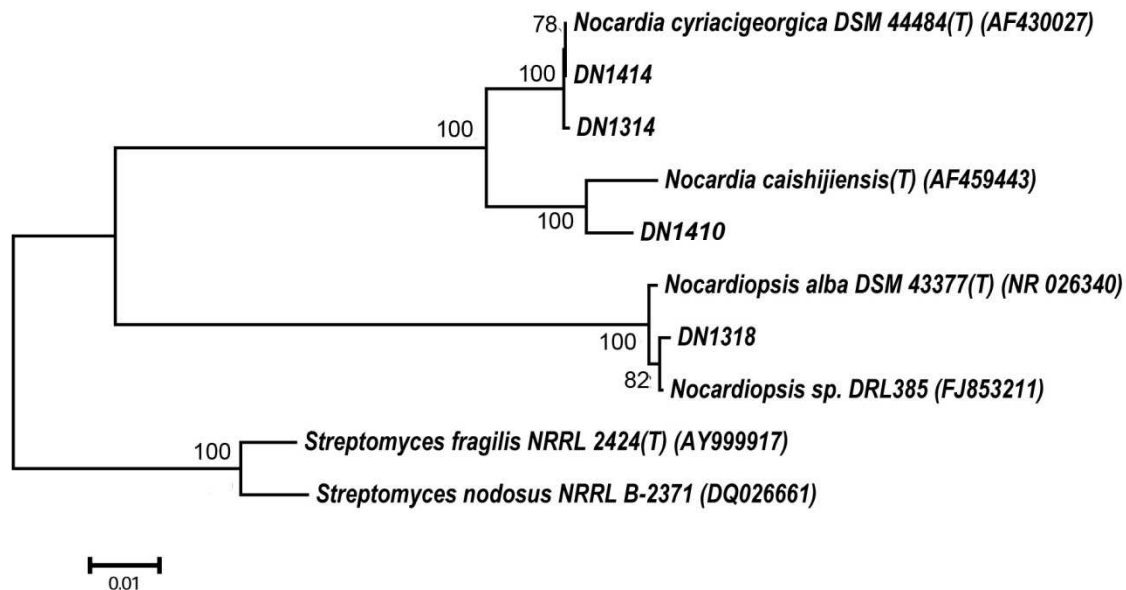 78 Nocardia cyriacigeorgica DSM 44484(T) (AF430027)
100 DN1414
DN1314
100
Nocardia caishijiensis(T) (AF459443)
100 DN1410
Nocardiopsis alba DSM 43377(T) (NR 026340)
100 DN1318
82 Nocardiopsis sp. DRL385 (FJ853211)
100 Streptomyces fragilis NRRL 2424(T) (AY999917)
Streptomyces nodosus NRRL B-2371 (DQ026661)
0.01